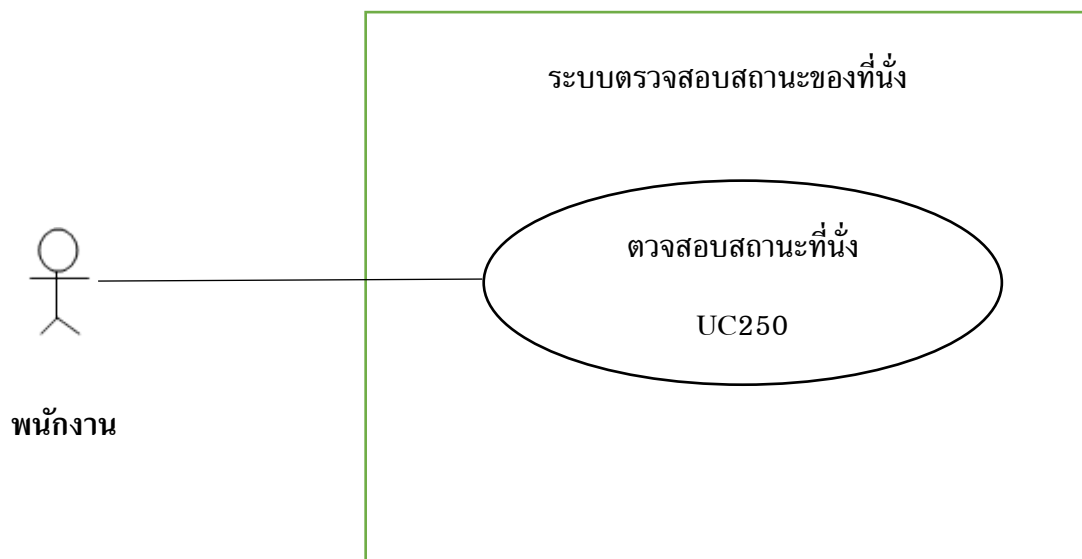 ระบบตรวจสอบสถานะของที่นั่ง
ตวจสอบสถานะที่นั่ง
UC250
พนักงาน